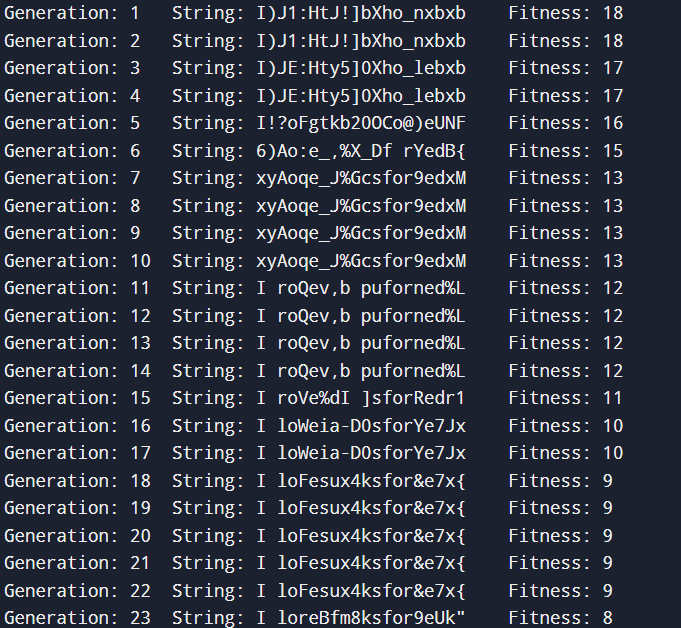 Generation: 1 String: I)J1:HtJ!]bXho_nxbxb Fitness: 18
Generation: 2 String: I)J1:HtJ!]bXho_nxbxb Fitness: 18
Generation: 3 String: I)JE:Hty5]0Xho_lebxb Fitness: 17
Generation: 4 String: I)JE:Hty5]0Xho_lebxb Fitness: 17
Generation: 5 String: I!?oFgtkb2OOCo@)eUNF Fitness: 16
Generation: 6 String: 6)Ao:e_,%X_Df rYedB{ Fitness: 15
Generation: 7 String: xyAoqe_J%Gcsfor9edxM Fitness: 13
Generation: 8 String: xyAoqe_J%Gcsfor9edxM Fitness: 13
Generation: 9 String: xyAoqe_J%Gcsfor9edxM Fitness: 13
Generation: 10 String: xyAoqe_J%Gcsfor9edxM Fitness: 13
Generation: 11 String: I roQev,b puforned%L Fitness: 12
Generation: 12 String: I roQev,b puforned%L Fitness: 12
Generation: 13 String: I roQev,b puforned%L Fitness: 12
Generation: 14 String: I roQev,b puforned%L Fitness: 12
Generation: 15 String: I roVe%dI ]sforRedr1 Fitness: 11
Generation: 16 String: I loWeia-D0sforYe7Jx Fitness: 10
Generation: 17 String: I loWeia-D0sforYe7Jx Fitness: 10
Generation: 18 String: I loFesux4ksfor&e7x{ Fitness: 9
Generation: 19 String: I loFesux4ksfor&e7x{ Fitness: 9
Generation: 20 String: I loFesux4ksfor&e7x{ Fitness: 9
Generation: 21 String: I loFesux4ksfor&e7x{ Fitness: 9
Generation: 22 String: I loFesux4ksfor&e7x{ Fitness: 9
Generation: 23 String: I loreBfm8ksfor9eUk" Fitness: 8